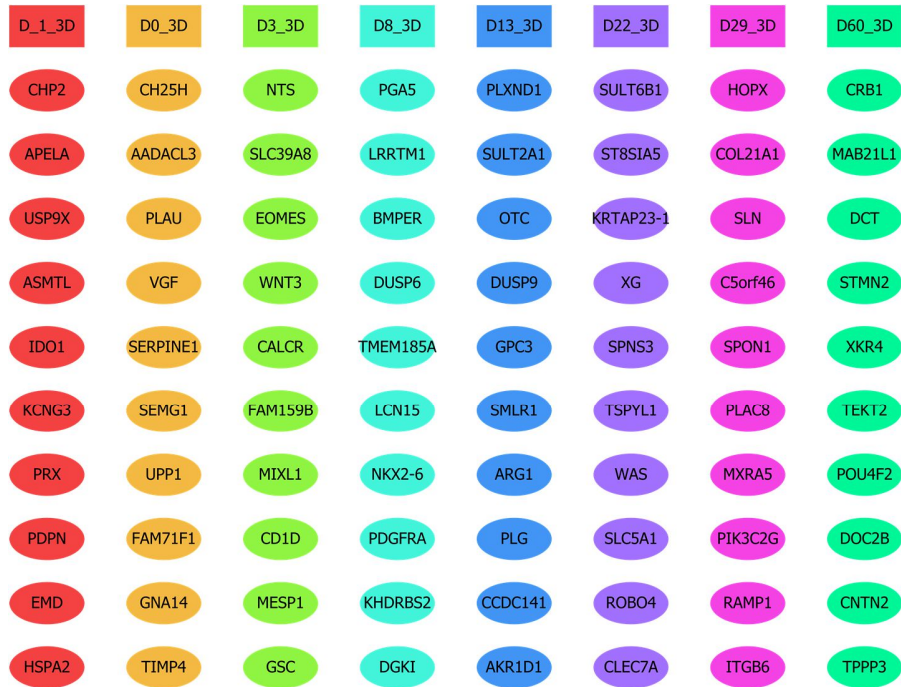 D_1_3D D0_3D D3_3D D8_3D D13_3D D22_3D D29_3D D60_3D
CHP2 CH25H NTS PGA5 PLXND1 SULT6B1 HOPX CRB1
APELA AADACL3 SLC39A8 LRRTM1 SULT2A1 ST8SIA5 COL21A1 MAB21L1
USP9X PLAU EOMES BMPER OTC KRTAP23-1 SLN DCT
ASMTL VGF WNT3 DUSP6 DUSP9 XG C5orf46 STMN2
IDO1 SERPINE1 CALCR TMEM185A GPC3 SPNS3 SPON1 XKR4
KCNG3 SEMG1 FAM159B LCN15 SMLR1 TSPYL1 PLAC8 TEKT2
PRX UPP1 MIXL1 NKX2-6 ARG1 WAS MXRA5 POU4F2
PDPN FAM71F1 CD1D PDGFRA PLG SLC5A1 PIK3C2G DOC2B
EMD GNA14 MESP1 KHDRBS2 CCDC141 ROBO4 RAMP1 CNTN2
HSPA2 TIMP4 GSC DGKI AKR1D1 CLEC7A ITGB6 TPPP3